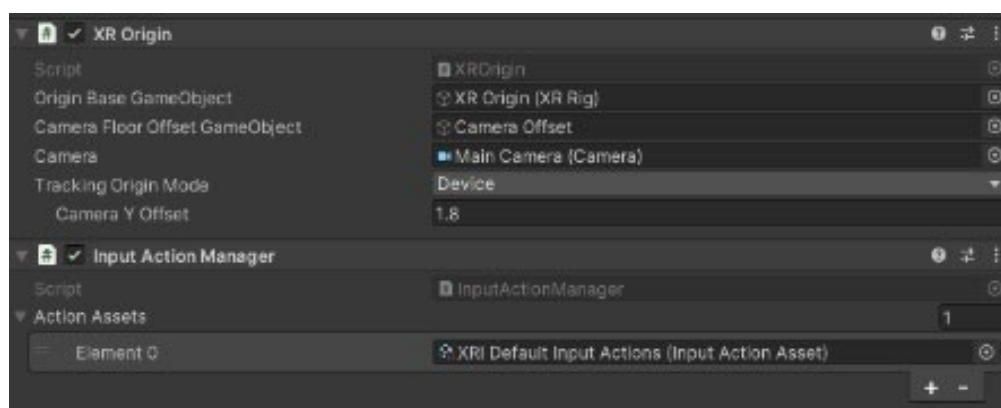 XR Origin
Script XROrigin
Origin Base GameObject XR Origin (XR Rig)
Camera Floor Offset GameObject Camera Offset
Camera Main Camera (Camera)
Tracking Origin Mode Device
Camera Y Offset 1.8
Input Action Manager
Script InputActionManager
Action Assets 1
Element 0 XRI Default Input Actions (Input Action Asset)
+ -